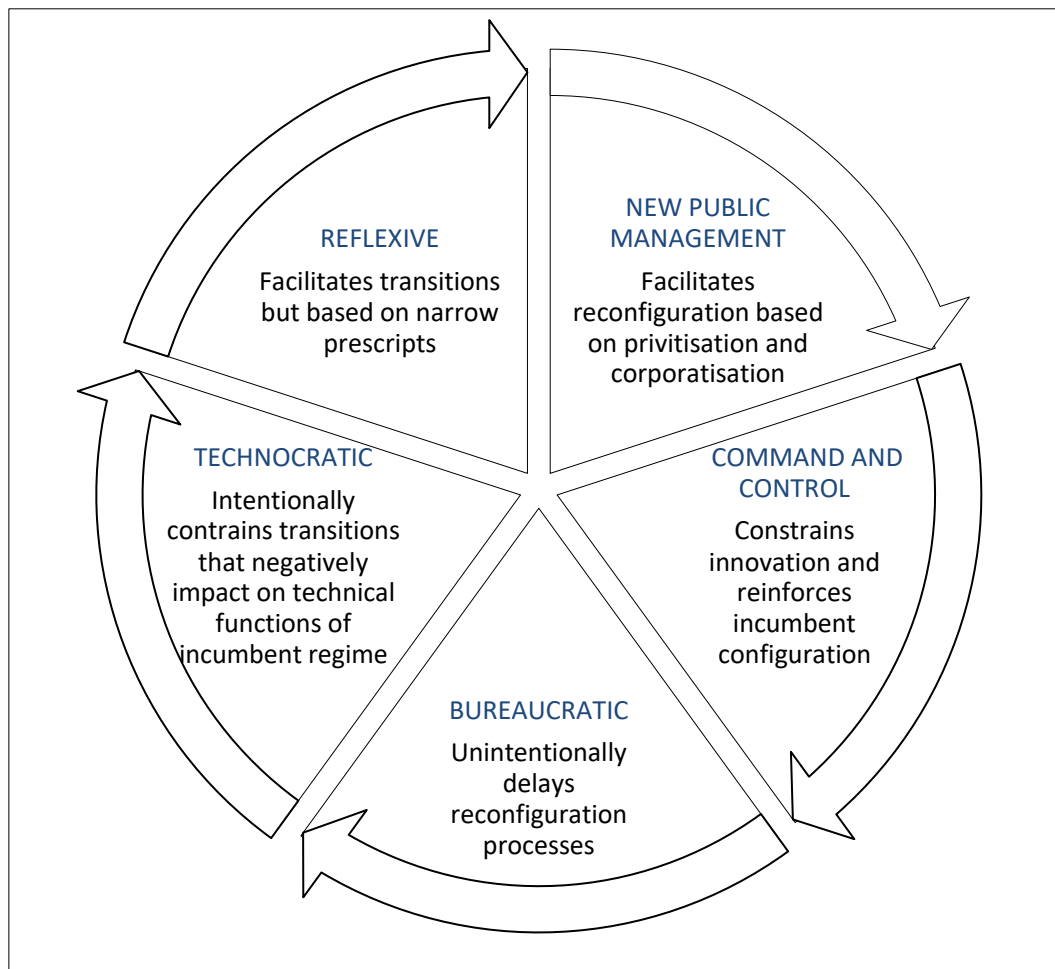 REFLEXIVE
Facilitates transitions
but based on narrow
prescripts
NEW PUBLIC
MANAGEMENT
Facilitates
reconfiguration based
on privitisation and
corporatisation
COMMAND AND
CONTROL
Constrains
innovation and
reinforces
incumbent
configuration
BUREAUCRATIC
Unintentionally
delays
reconfiguration
processes
TECHNOCRATIC
Intentionally
contrains transitions
that negatively
impact on technical
functions of
incumbent regime